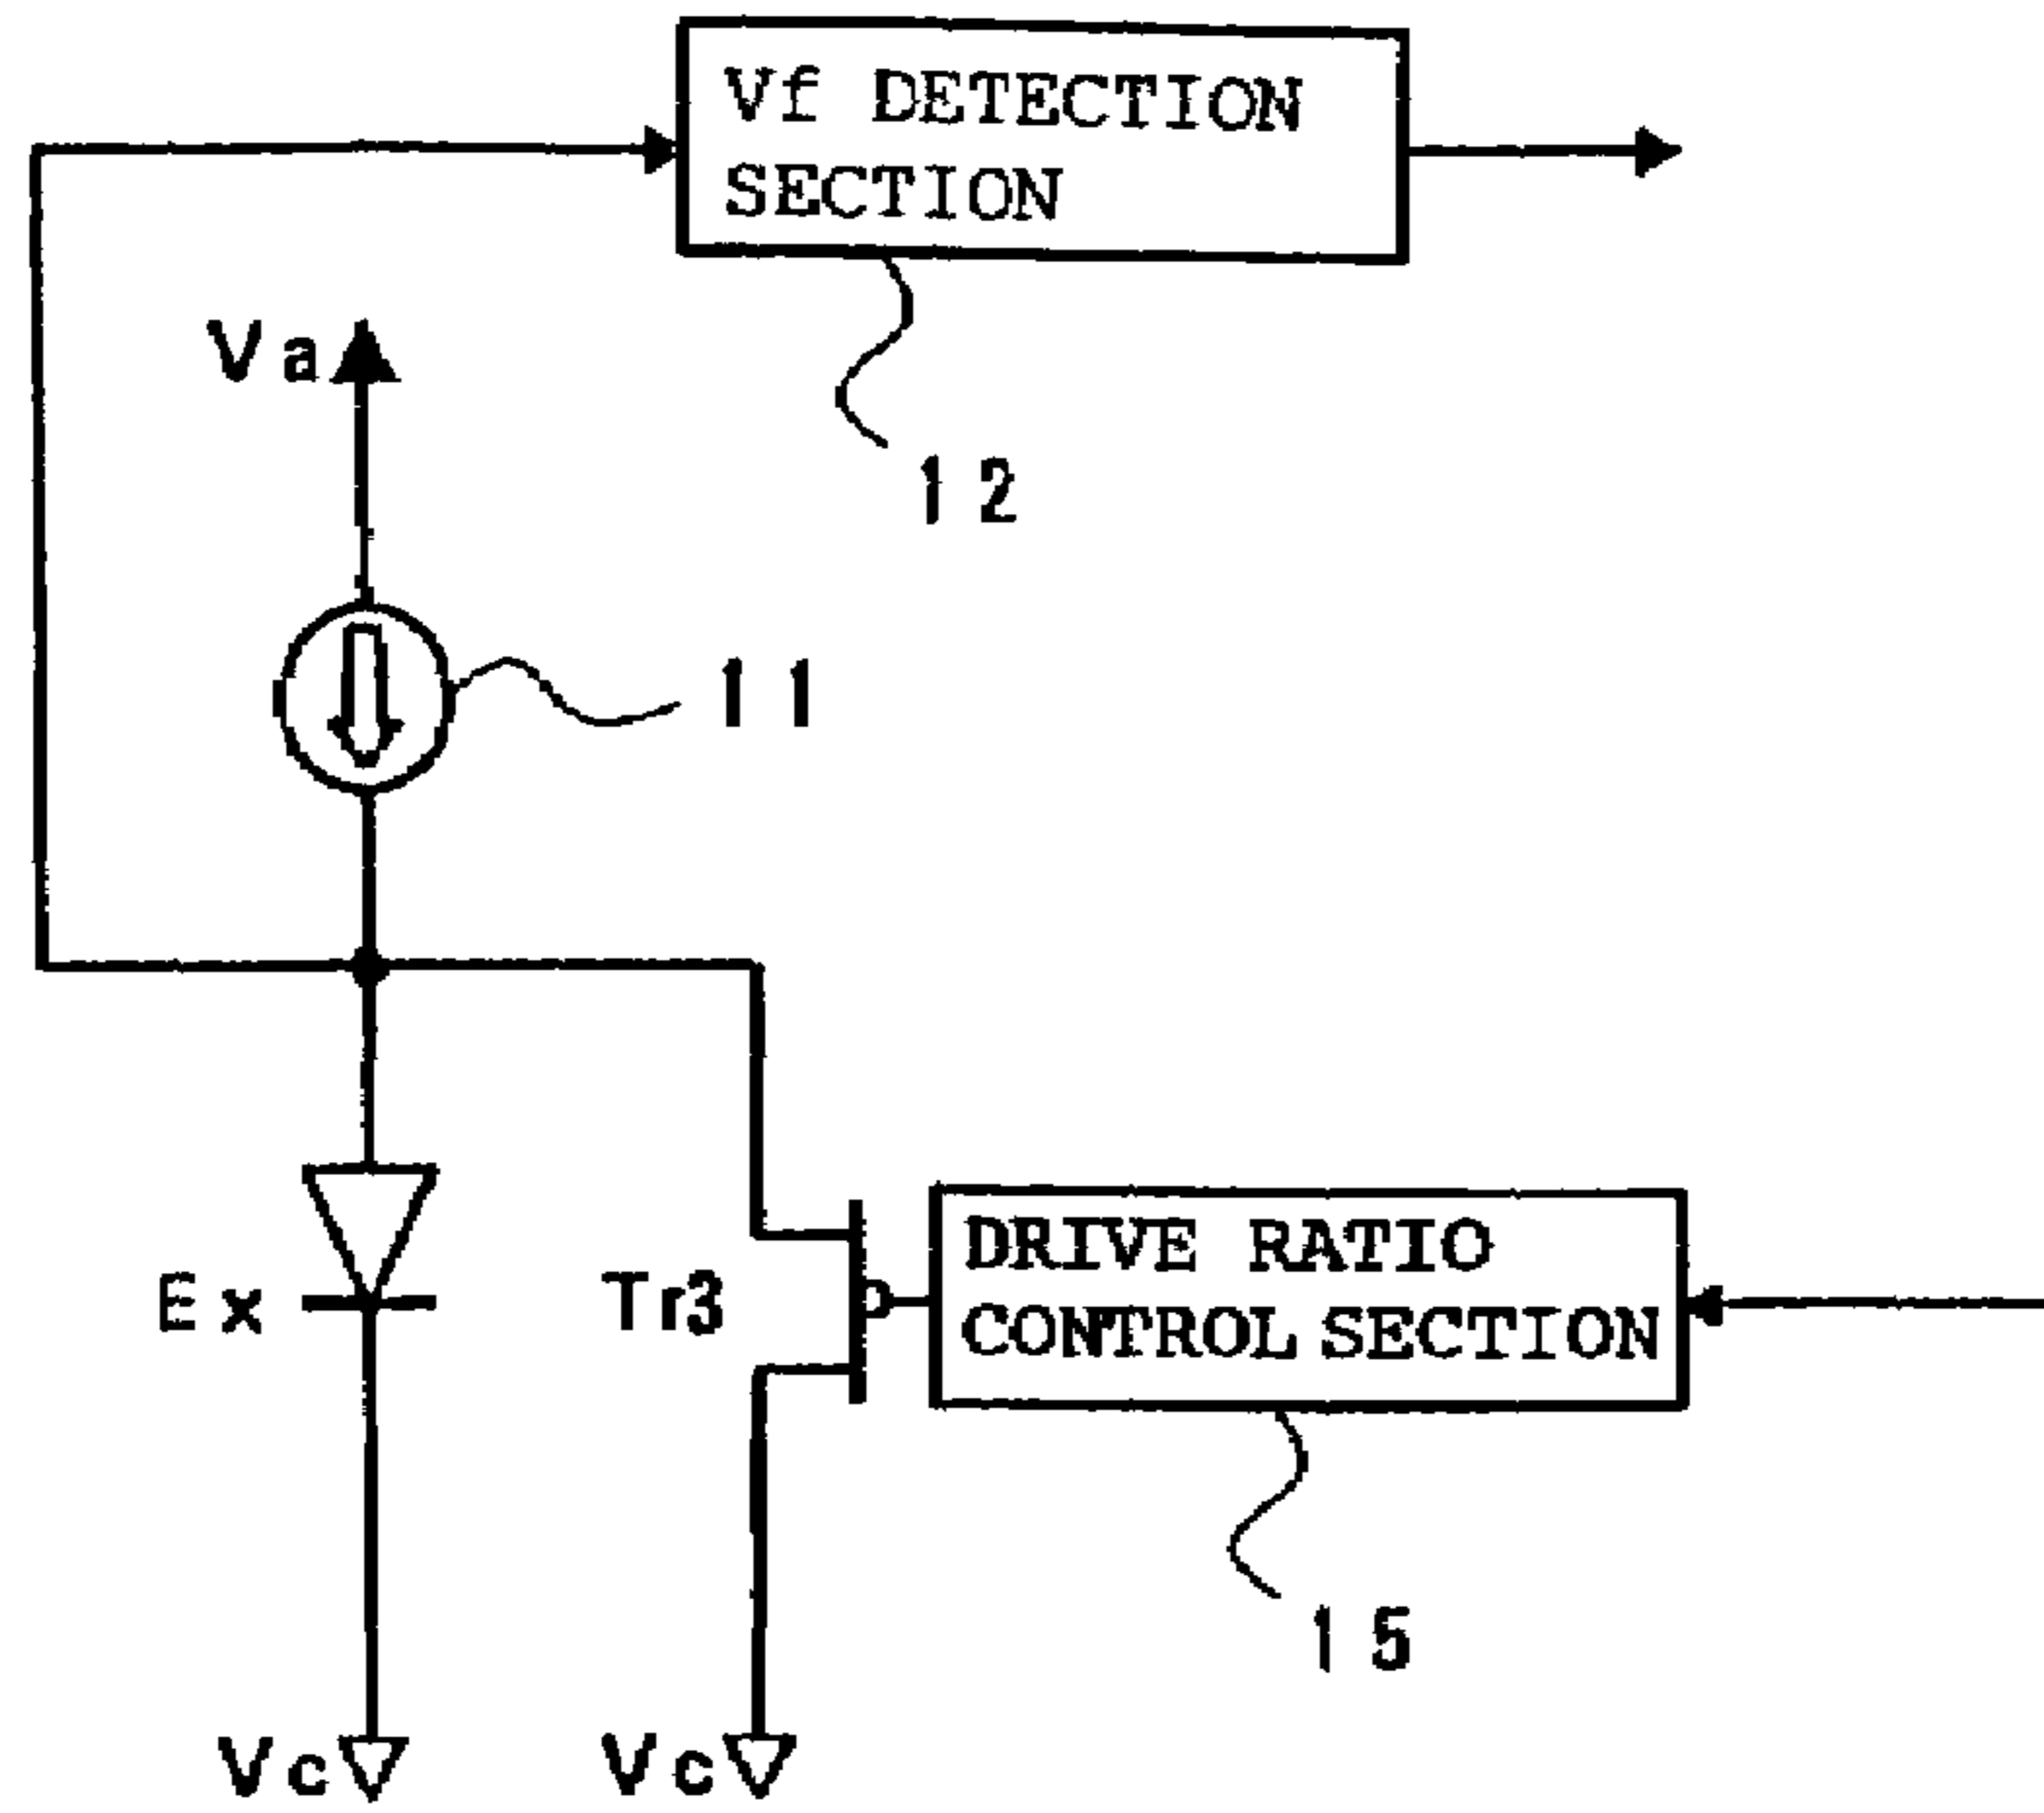 Vf DETECTION
SECTION
Va
12
11
Ex
Tr3
DRIVE RATIO
CONTROL SECTION
15
Vc
Vc